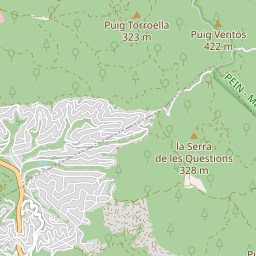 Puig Torroella
323 m
Puig Ventós
422 m
PEIN - M
la Serra
de les Questions
328 m